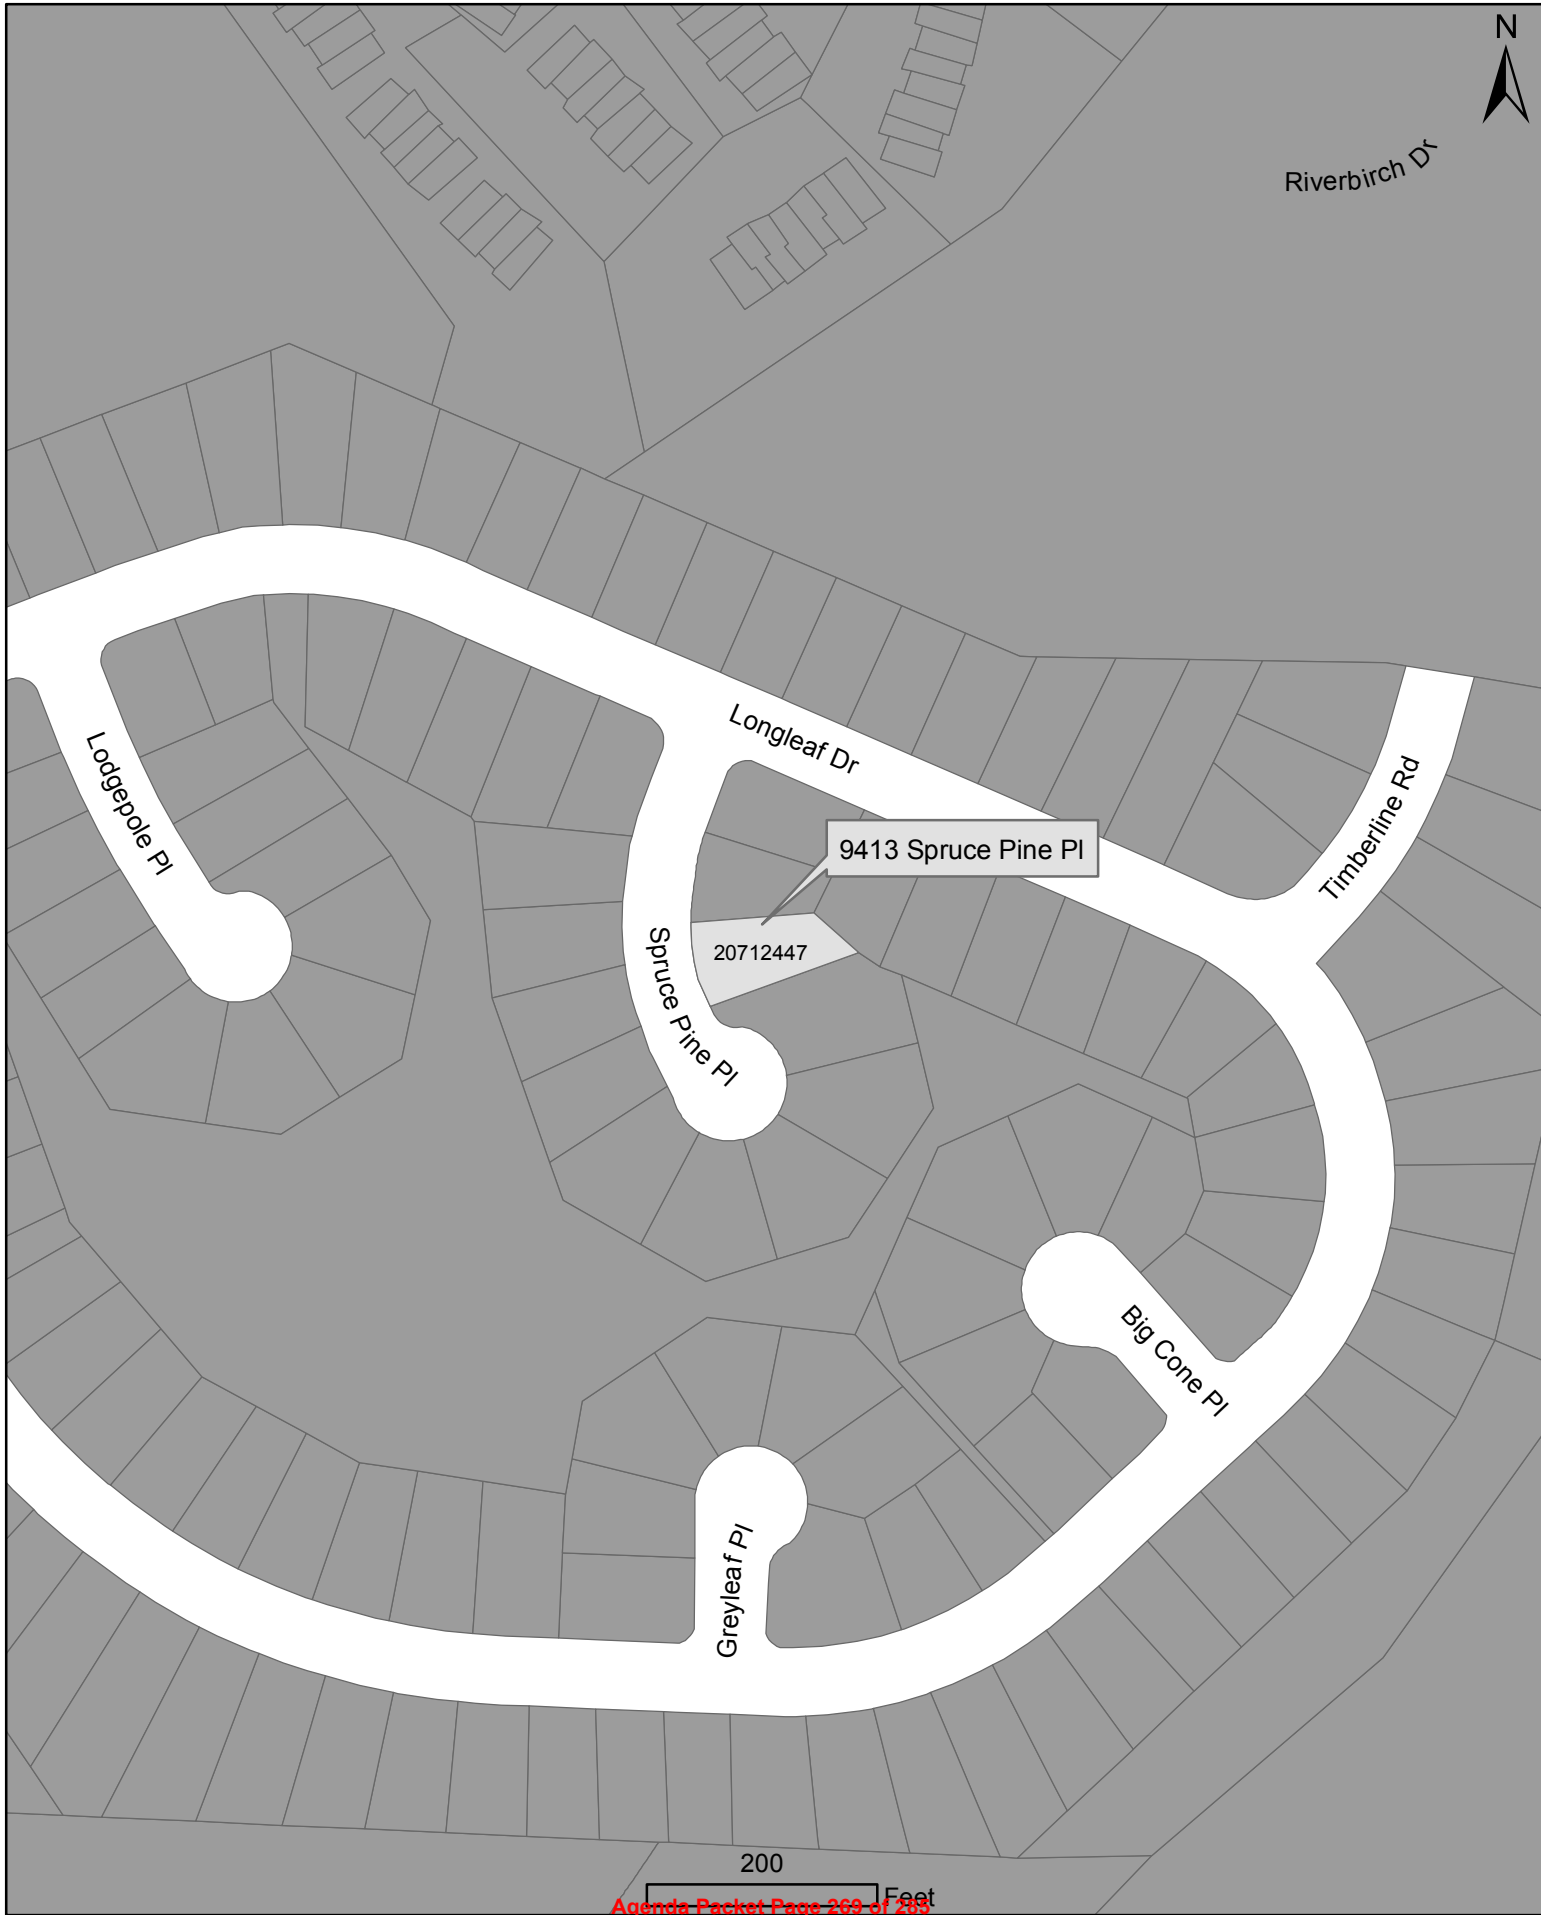 N
Riverbirch Dr
Longleaf Dr
Lodgepole Pl
Timberline Rd
9413 Spruce Pine Pl
20712447
Spruce Pine Pl
Big Cone Pl
Greyleaf Pl
200
Feet
Agenda Packet Page 269 of 285